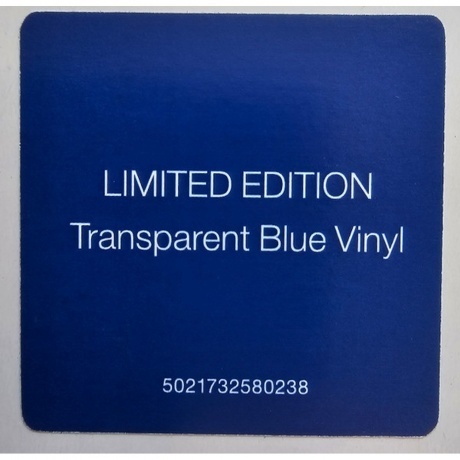 LIMITED EDITION
Transparent Blue Vinyl
5021732580238